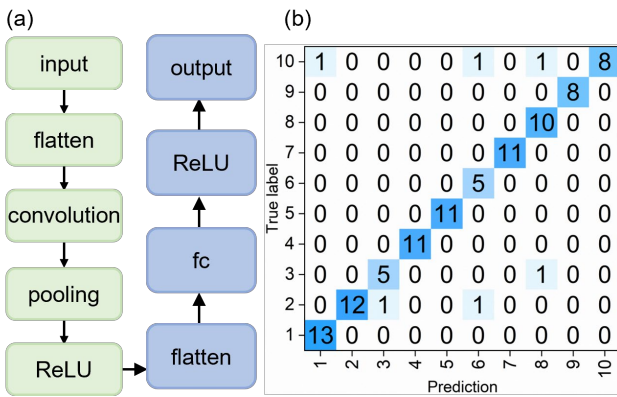 (a)
input
flatten
convolution
pooling
ReLU
output
ReLU
fc
flatten
(b)
True label
10 1 0 0 0 0 1 0 1 0 8
9 0 0 0 0 0 0 0 0 8 0
8 0 0 0 0 0 0 0 10 0 0
7 0 0 0 0 0 0 11 0 0 0
6 0 0 0 0 0 5 0 0 0 0
5 0 0 0 0 11 0 0 0 0 0
4 0 0 0 11 0 0 0 0 0 0
3 0 0 5 0 0 0 0 1 0 0
2 0 12 1 0 0 1 0 0 0 0
1 13 0 0 0 0 0 0 0 0 0
1 2 3 4 5 6 7 8 9 10
Prediction